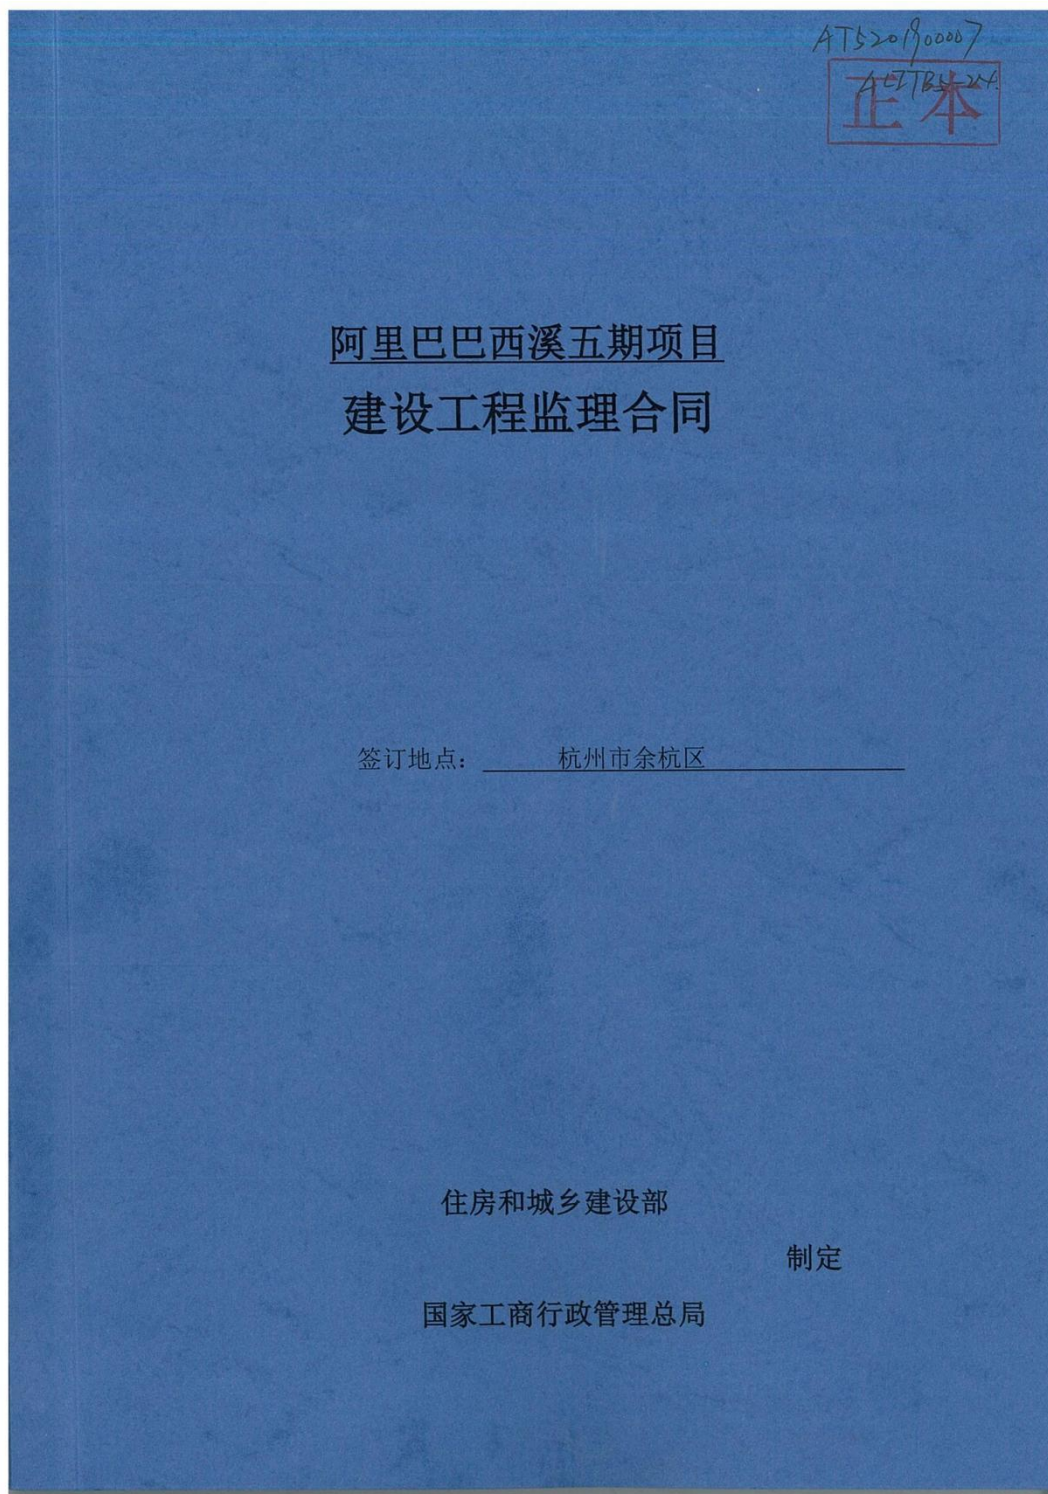 AT5201900007
正本
阿里巴巴西溪五期项目
建设工程监理合同
签订地点： 杭州市余杭区
住房和城乡建设部
制定
国家工商行政管理总局